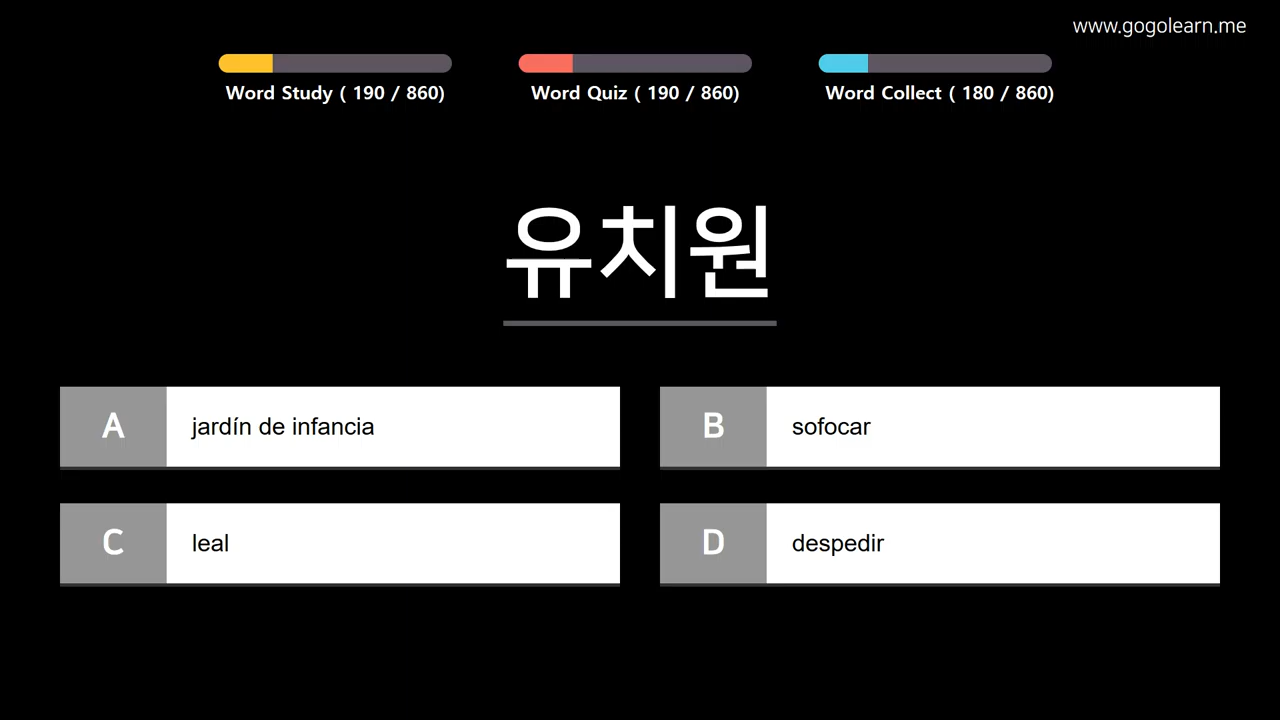 www.gogolearn.me
Word Study ( 190 / 860)
Word Quiz ( 190 / 860)
Word Collect ( 180 / 860)
유치원
A jardín de infancia
B sofocar
C leal
D despedir